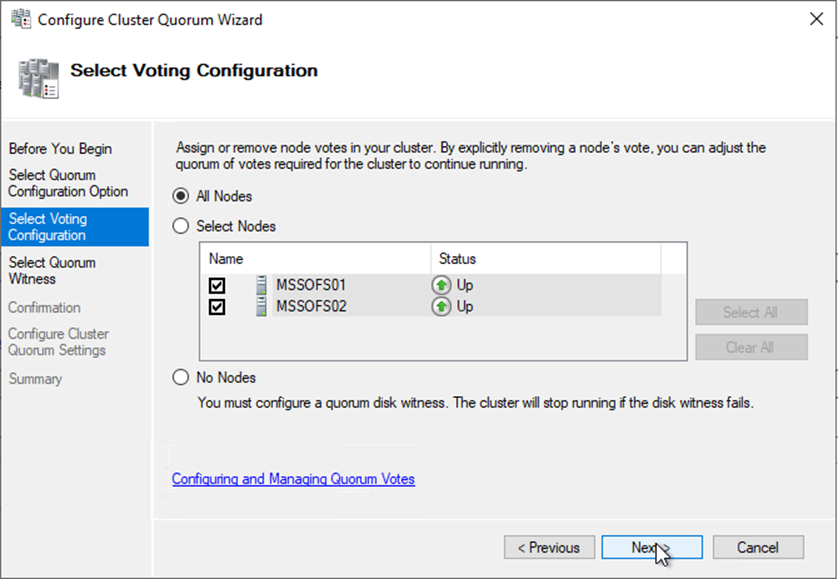 Configure Cluster Quorum Wizard
Select Voting Configuration
Before You Begin
Select Quorum
Configuration Option
Select Voting
Configuration
Select Quorum
Witness
Confirmation
Configure Cluster
Quorum Settings
Summary
Assign or remove node votes in your cluster. By explicitly removing a node's vote, you can adjust the
quorum of votes required for the cluster to continue running.
All Nodes
Select Nodes
Name Status
MSSOFS01 Up
MSSOFS02 Up
Select All
Clear All
No Nodes
You must configure a quorum disk witness. The cluster will stop running if the disk witness fails.
Configuring and Managing Quorum Votes
< Previous Next > Cancel